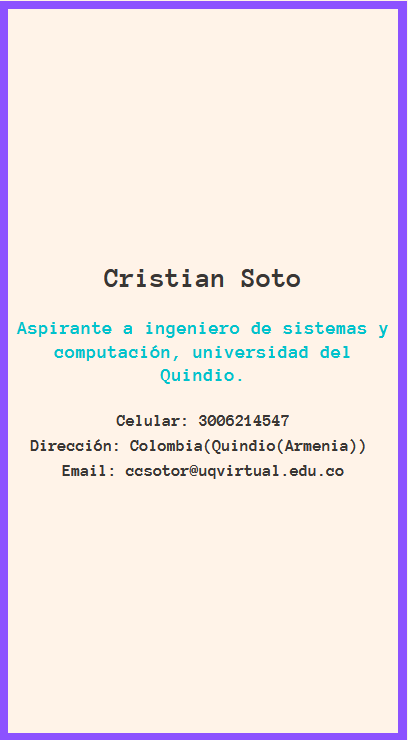 Cristian Soto
Aspirante a ingeniero de sistemas y
computación, universidad del
Quindio.
Celular: 3006214547
Dirección: Colombia(Quindio(Armenia))
Email: ccsotor@uqvirtual.edu.co